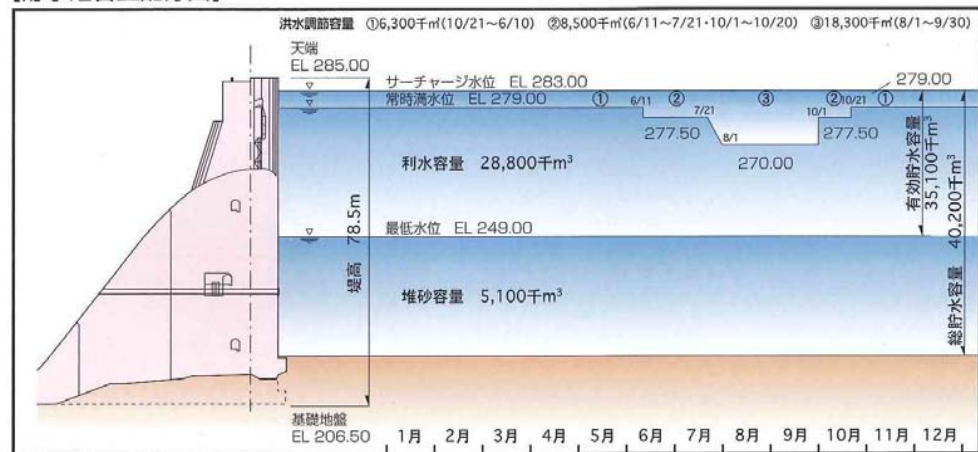 洪水調節容量 ①6,300千㎥(10/21～6/10) ②8,500千㎥(6/11～7/21・10/1～10/20) ③18,300千㎥(8/1～9/30)
天端
EL 285.00
サーチャージ水位 EL 283.00
279.00
常時満水位 EL 279.00
① 6/11 ② 7/21 ③ 10/1 ② 10/21 ①
8/1
277.50
277.50
270.00
利水容量 28,800千m³
有効貯水容量 35,100千m³
総貯水容量 40,200千m³
堤高 78.5m
最低水位 EL 249.00
堆砂容量 5,100千m³
基礎地盤
EL 206.50
1月 2月 3月 4月 5月 6月 7月 8月 9月 10月 11月 12月